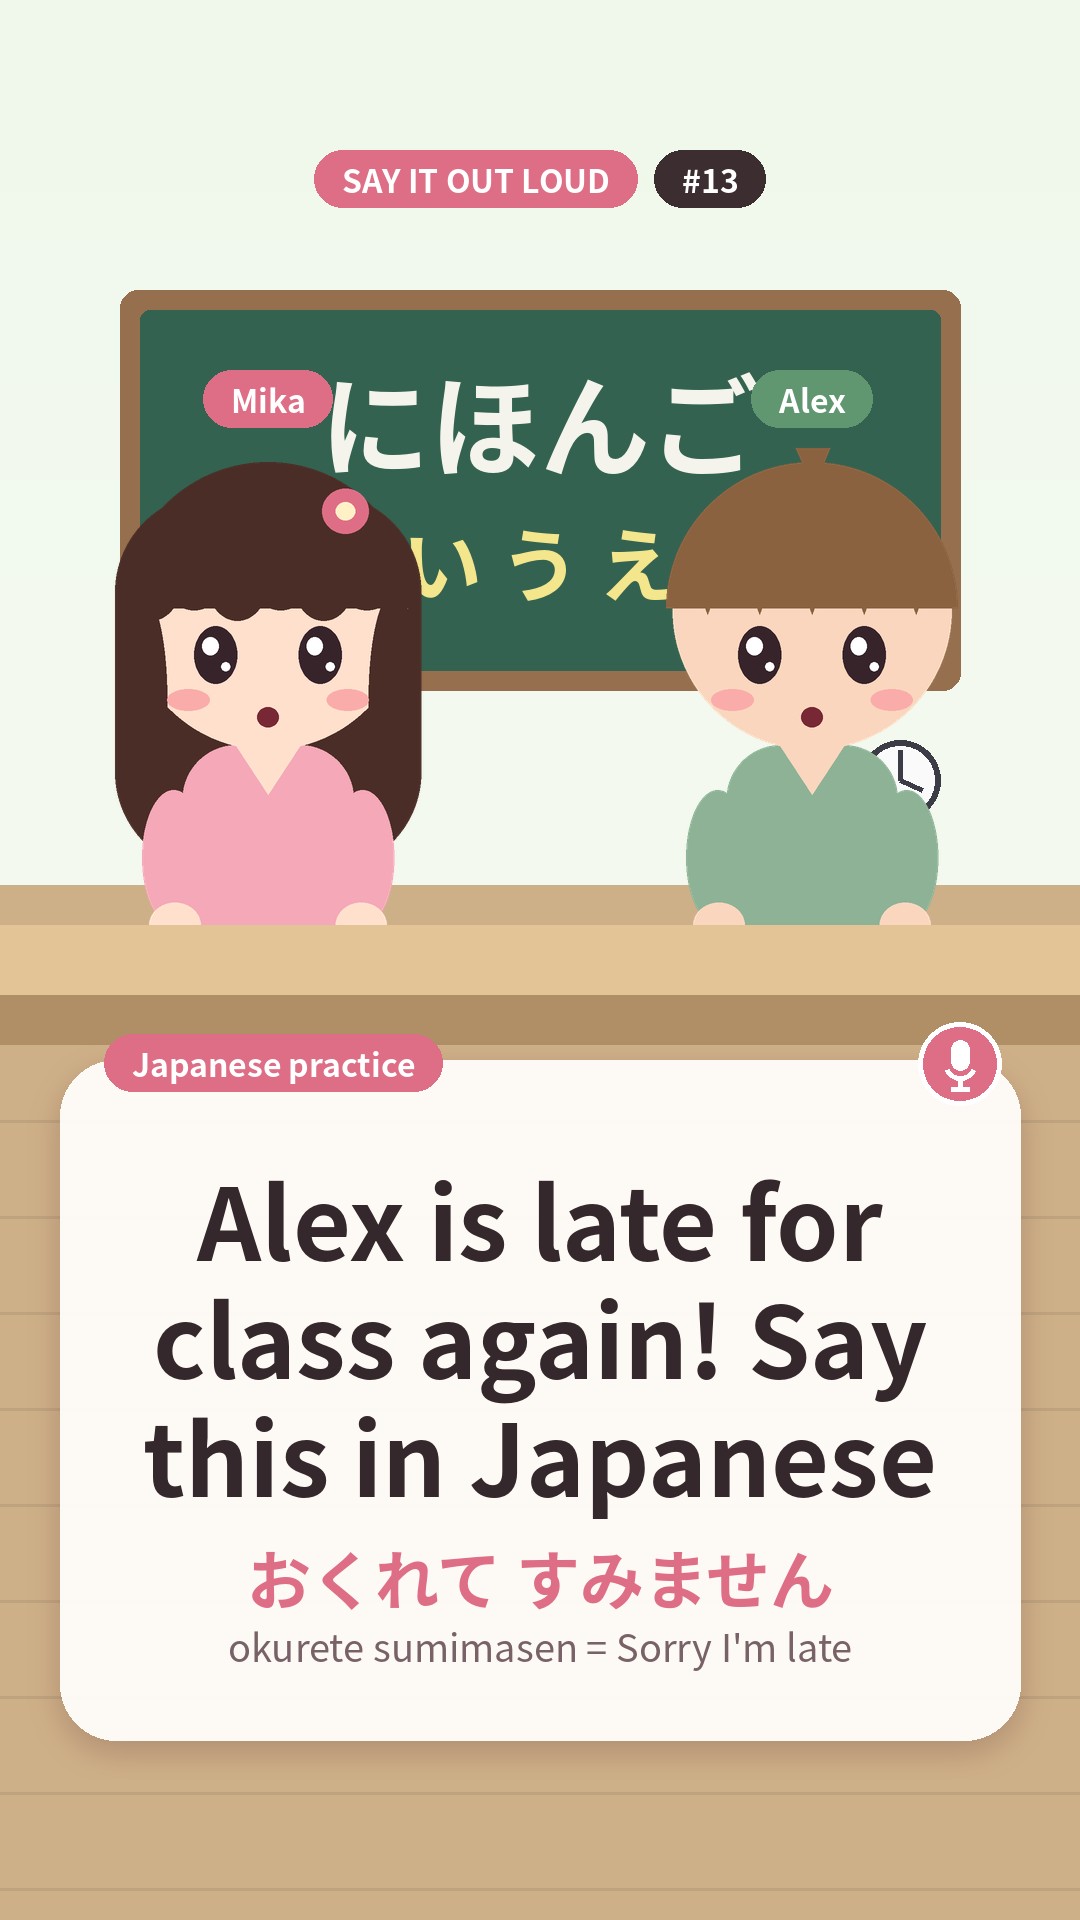 SAY IT OUT LOUD #13
Mika
にほんご
Alex
い う え
Japanese practice
Alex is late for
class again! Say
this in Japanese
おくれて すみません
okurete sumimasen = Sorry I'm late